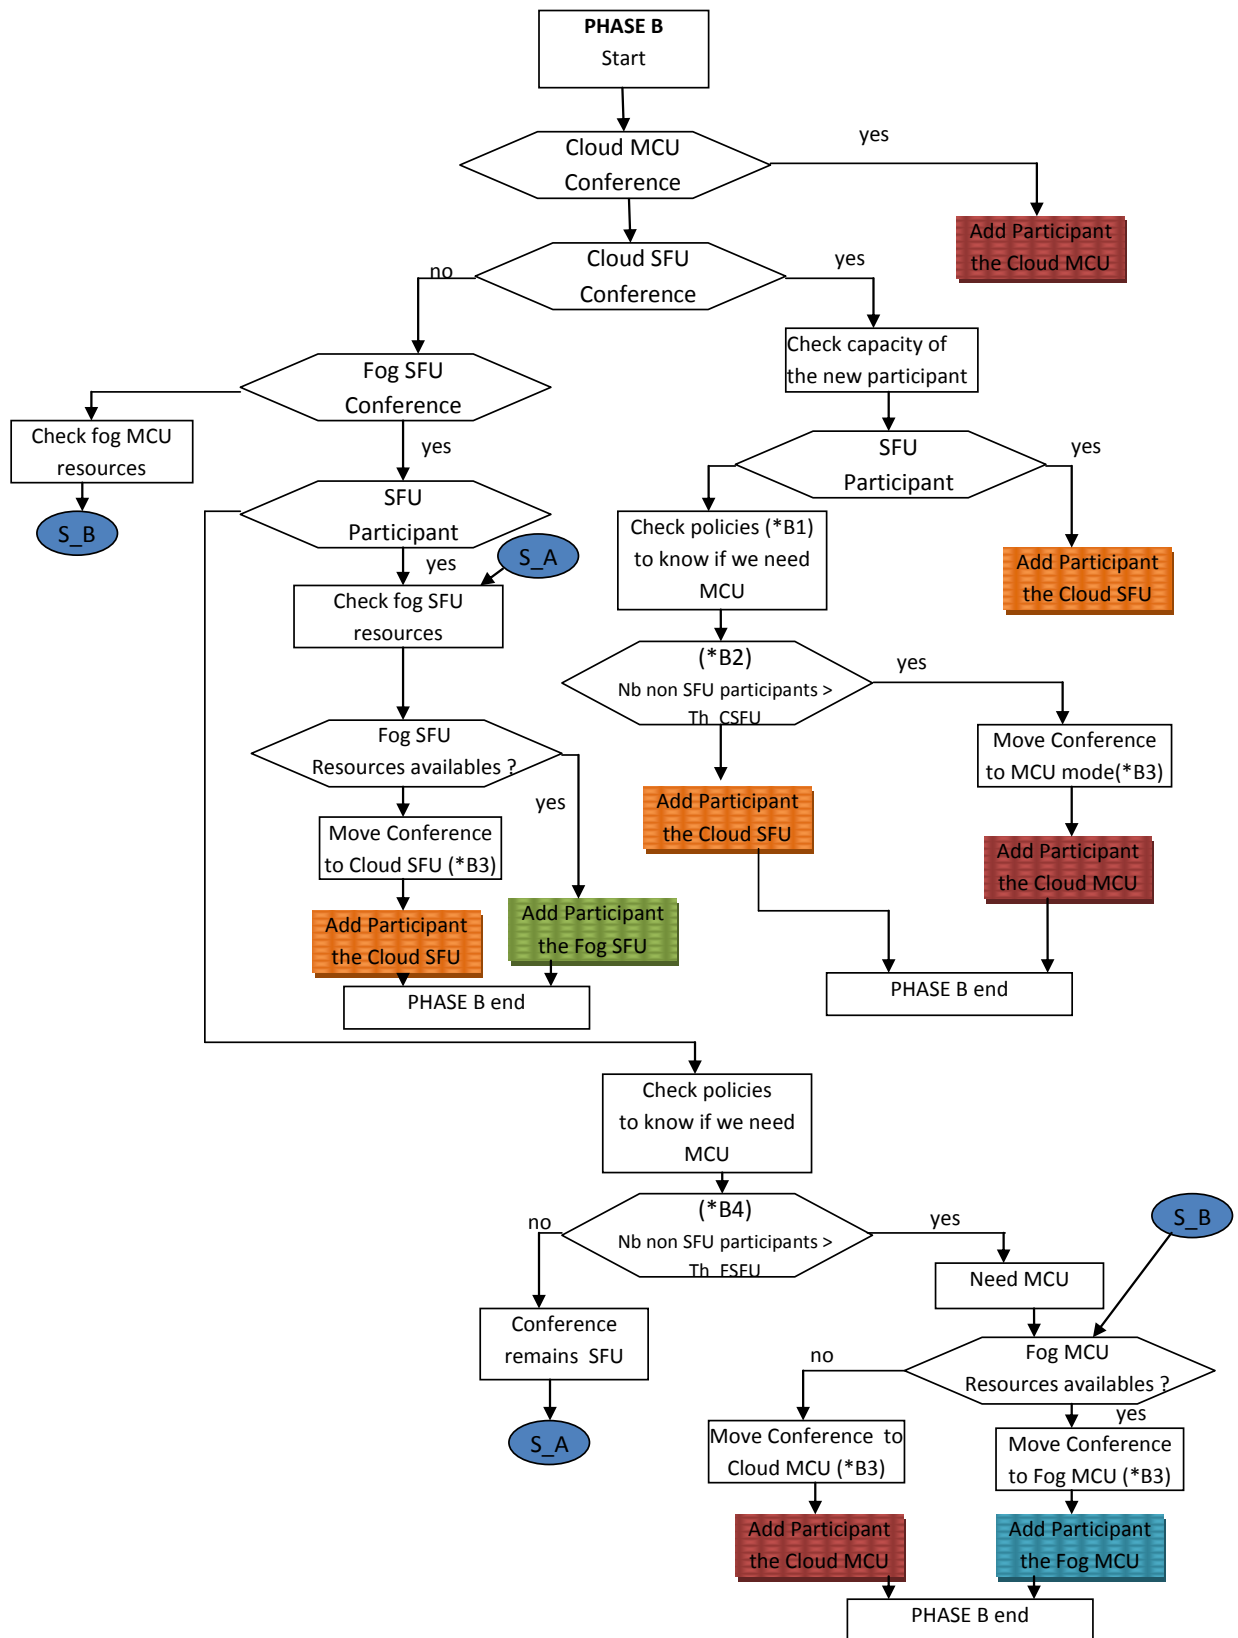 PHASE B
Start
Cloud MCU
Conference
yes
Add Participant
the Cloud MCU
Cloud SFU
Conference
no
yes
Check capacity of
the new participant
Fog SFU
Conference
Check fog MCU
resources
yes
S_B
SFU
Participant
yes
SFU
Participant
yes
S_A
Check policies (*B1)
to know if we need
MCU
Add Participant
the Cloud SFU
Check fog SFU
resources
(*B2)
Nb non SFU participants >
Th_CSFU
yes
Fog SFU
Resources availables ?
yes
Move Conference
to MCU mode(*B3)
Add Participant
the Cloud SFU
Move Conference
to Cloud SFU (*B3)
Add Participant
the Cloud MCU
Add Participant
the Cloud SFU
Add Participant
the Fog SFU
PHASE B end
PHASE B end
Check policies
to know if we need
MCU
(*B4)
Nb non SFU participants >
Th_FSFU
no
yes
S_B
Need MCU
Conference
remains SFU
S_A
Fog MCU
Resources availables ?
no
yes
Move Conference to
Cloud MCU (*B3)
Move Conference
to Fog MCU (*B3)
Add Participant
the Cloud MCU
Add Participant
the Fog MCU
PHASE B end